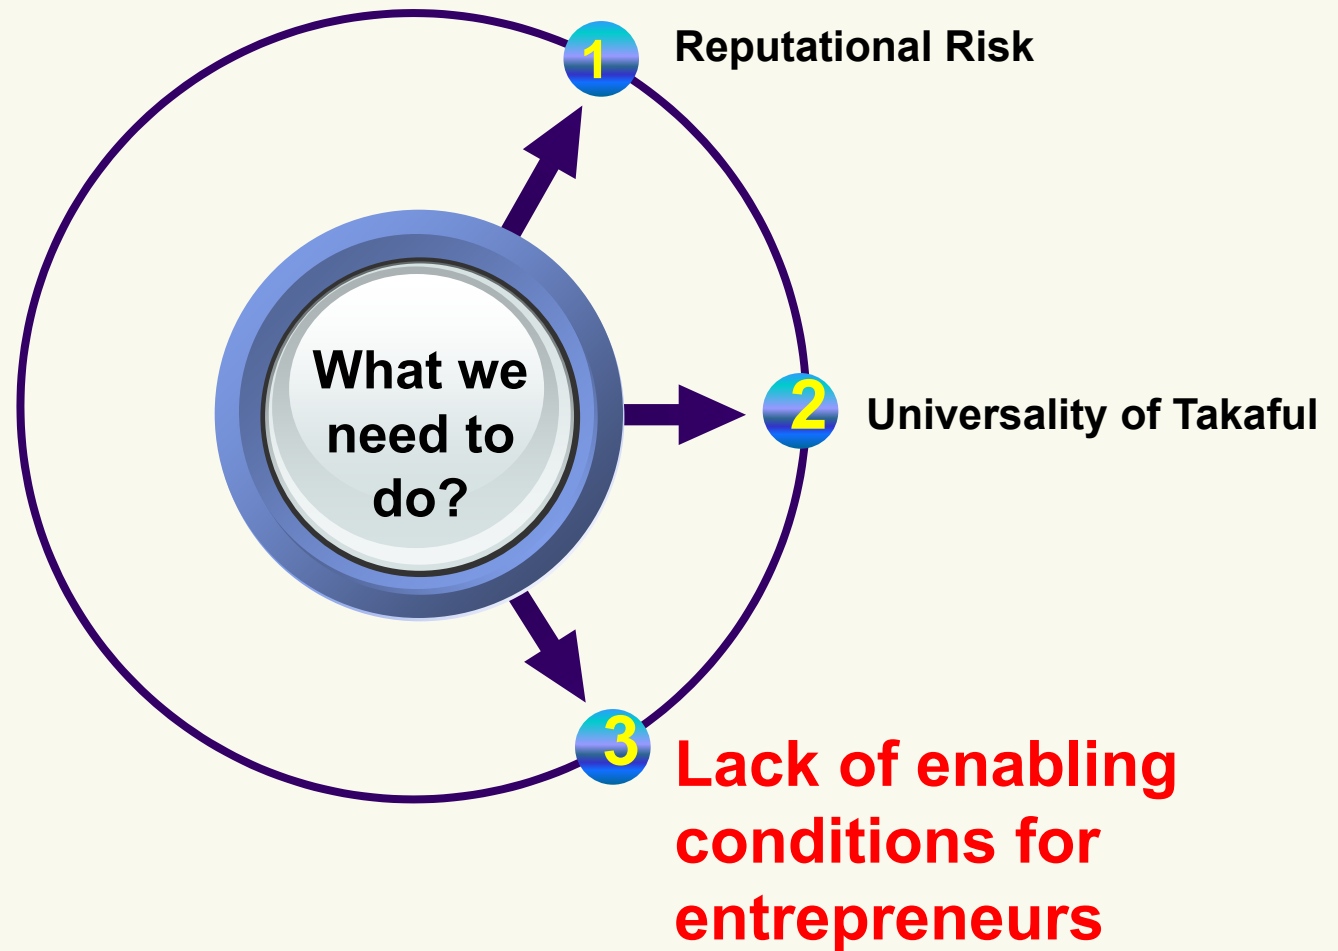 1
Reputational Risk
What we
need to
do?
2
Universality of Takaful
3
Lack of enabling
conditions for
entrepreneurs